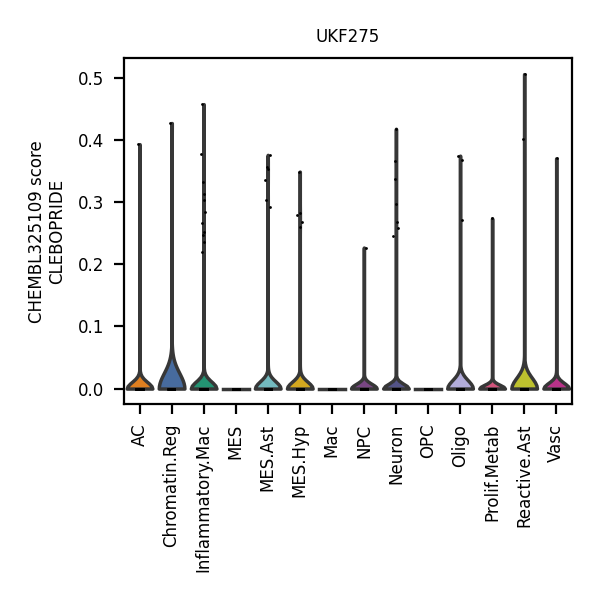 UKF275
CHEMBL325109 score
CLEBOPRIDE
0.5
0.4
0.3
0.2
0.1
0.0
AC
Chromatin.Reg
Inflammatory.Mac
MES
MES.Ast
MES.Hyp
Mac
NPC
Neuron
OPC
Oligo
Prolif.Metab
Reactive.Ast
Vasc